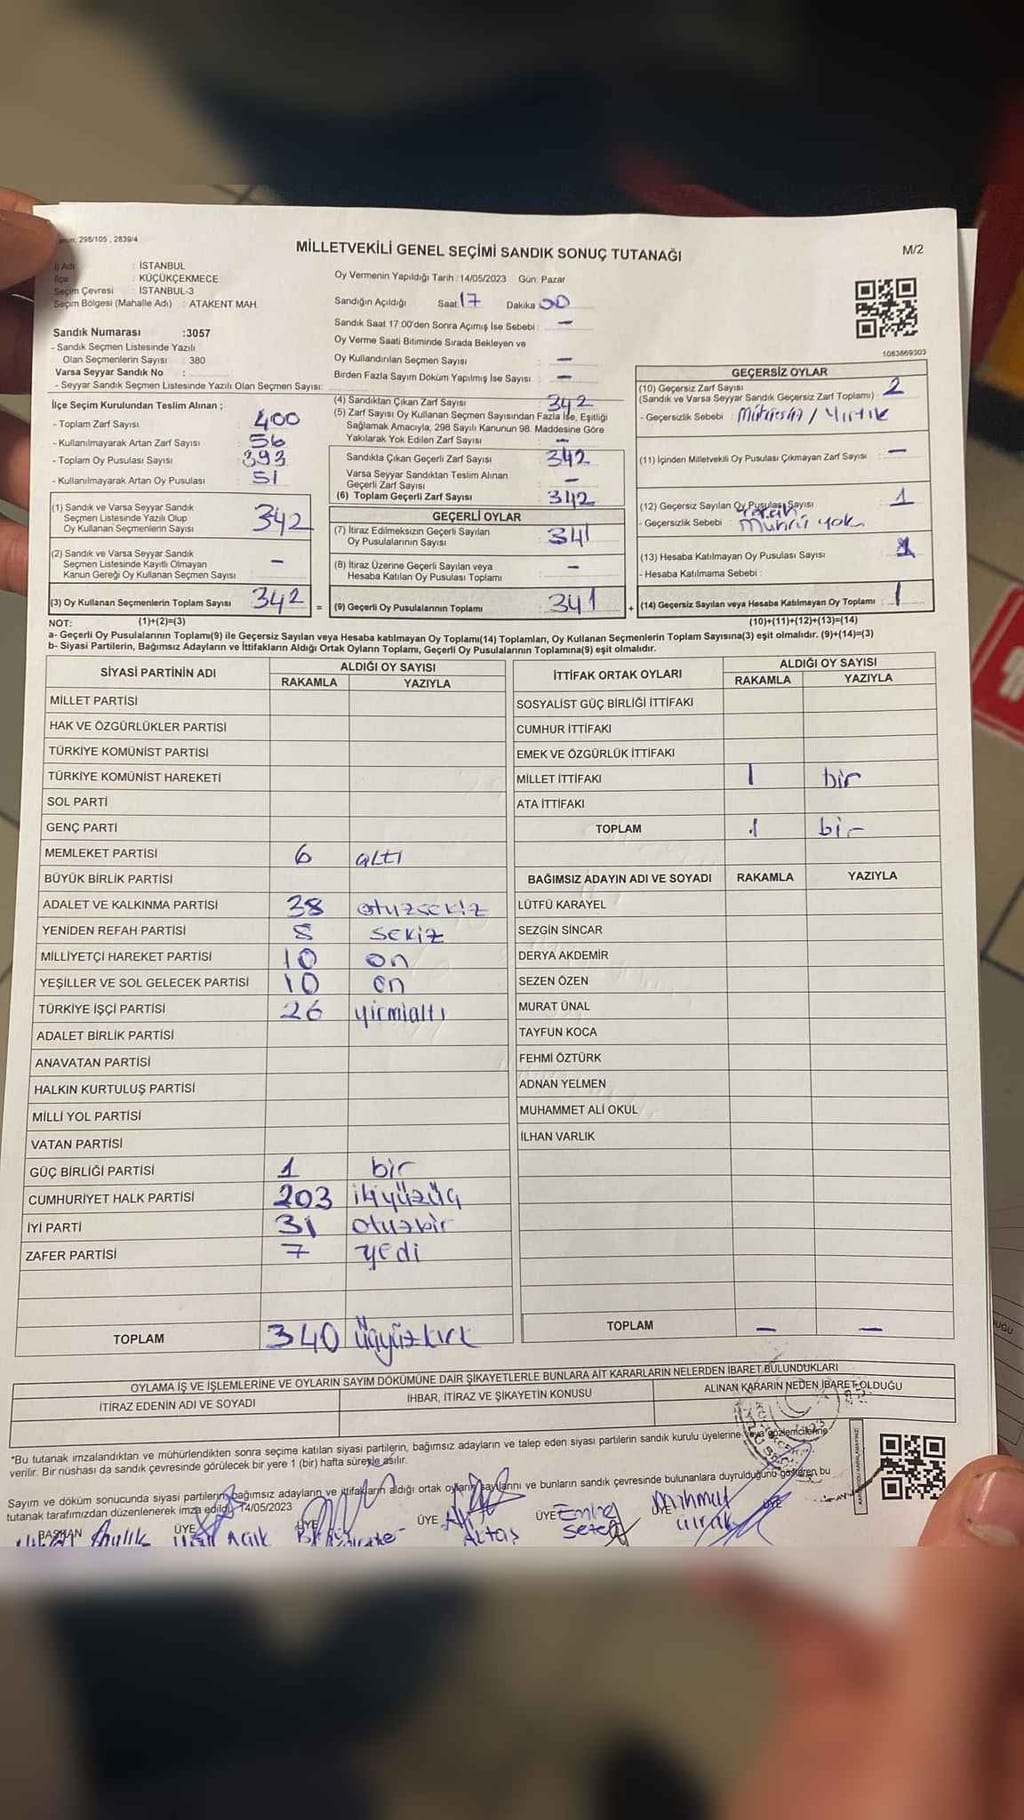 298/105 , 2839/4
MİLLETVEKİLİ GENEL SEÇİMİ SANDIK SONUÇ TUTANAĞI
M/2
İl Adı : İSTANBUL
İlçe : KÜÇÜKÇEKMECE
Seçim Çevresi : İSTANBUL-3
Seçim Bölgesi (Mahalle Adı) : ATAKENT MAH.
Oy Vermenin Yapıldığı Tarih :14/05/2023 Gün: Pazar
Sandığın Açıldığı Saat 17 Dakika 00
Sandık Saat 17:00'den Sonra Açımış İse Sebebi : —
Oy Verme Saati Bitiminde Sırada Bekleyen ve
Oy Kullandırılan Seçmen Sayısı : —
Birden Fazla Sayım Döküm Yapılmış İse Sayısı : —
Sandık Numarası :3057
- Sandık Seçmen Listesinde Yazılı
Olan Seçmenlerin Sayısı : 380
Varsa Seyyar Sandık No :
- Seyyar Sandık Seçmen Listesinde Yazılı Olan Seçmen Sayısı:
1083869303
İlçe Seçim Kurulundan Teslim Alınan ;
- Toplam Zarf Sayısı : 400
- Kullanılmayarak Artan Zarf Sayısı : 56
- Toplam Oy Pusulası Sayısı : 393
- Kullanılmayarak Artan Oy Pusulası : 51
(1) Sandık ve Varsa Seyyar Sandık
Seçmen Listesinde Yazılı Olup
Oy Kullanan Seçmenlerin Sayısı : 342
(2) Sandık ve Varsa Seyyar Sandık
Seçmen Listesinde Kayıtlı Olmayan
Kanun Gereği Oy Kullanan Seçmen Sayısı : —
(3) Oy Kullanan Seçmenlerin Toplam Sayısı : 342 =
(1)+(2)=(3)
(4) Sandıktan Çıkan Zarf Sayısı : 342
(5) Zarf Sayısı Oy Kullanan Seçmen Sayısından Fazla İse, Eşitliği
Sağlamak Amacıyla, 298 Sayılı Kanunun 98. Maddesine Göre
Yakılarak Yok Edilen Zarf Sayısı : —
Sandıkta Çıkan Geçerli Zarf Sayısı : 342
Varsa Seyyar Sandıktan Teslim Alınan
Geçerli Zarf Sayısı : —
(6) Toplam Geçerli Zarf Sayısı : 342
GEÇERLİ OYLAR
(7) İtiraz Edilmeksizin Geçerli Sayılan
Oy Pusulalarının Sayısı : 341
(8) İtiraz Üzerine Geçerli Sayılan veya
Hesaba Katılan Oy Pusulası Toplamı : —
(9) Geçerli Oy Pusulalarının Toplamı : 341 +
GEÇERSİZ OYLAR
(10) Geçersiz Zarf Sayısı
(Sandık ve Varsa Seyyar Sandık Geçersiz Zarf Toplamı) : 2
- Geçersizlik Sebebi : / Yırtık
(11) İçinden Milletvekili Oy Pusulası Çıkmayan Zarf Sayısı : —
(12) Geçersiz Sayılan Oy Pusulası Sayısı : 1
- Geçersizlik Sebebi : Mührü yok
(13) Hesaba Katılmayan Oy Pusulası Sayısı :
- Hesaba Katılmama Sebebi :
(14) Geçersiz Sayılan veya Hesaba Katılmayan Oy Toplamı : 1
(10)+(11)+(12)+(13)=(14)
NOT:
a- Geçerli Oy Pusulalarının Toplamı(9) ile Geçersiz Sayılan veya Hesaba katılmayan Oy Toplamı(14) Toplamları, Oy Kullanan Seçmenlerin Toplam Sayısına(3) eşit olmalıdır. (9)+(14)=(3)
b- Siyasi Partilerin, Bağımsız Adayların ve İttifakların Aldığı Ortak Oyların Toplamı, Geçerli Oy Pusulalarının Toplamına(9) eşit olmalıdır.
SİYASİ PARTİNİN ADI
ALDIĞI OY SAYISI
RAKAMLA YAZIYLA
MİLLET PARTİSİ
HAK VE ÖZGÜRLÜKLER PARTİSİ
TÜRKİYE KOMÜNİST PARTİSİ
TÜRKİYE KOMÜNİST HAREKETİ
SOL PARTİ
GENÇ PARTİ
MEMLEKET PARTİSİ 6 altı
BÜYÜK BİRLİK PARTİSİ
ADALET VE KALKINMA PARTİSİ 38 otuzsekiz
YENİDEN REFAH PARTİSİ 8 sekiz
MİLLİYETÇİ HAREKET PARTİSİ 10 on
YEŞİLLER VE SOL GELECEK PARTİSİ 10 on
TÜRKİYE İŞÇİ PARTİSİ 26 yirmialtı
ADALET BİRLİK PARTİSİ
ANAVATAN PARTİSİ
HALKIN KURTULUŞ PARTİSİ
MİLLİ YOL PARTİSİ
VATAN PARTİSİ
GÜÇ BİRLİĞİ PARTİSİ 1 bir
CUMHURİYET HALK PARTİSİ 203 ikiyüzüç
İYİ PARTİ 31 otuzbir
ZAFER PARTİSİ 7 yedi
TOPLAM 340 üçyüzkırk
İTTİFAK ORTAK OYLARI
ALDIĞI OY SAYISI
RAKAMLA YAZIYLA
SOSYALİST GÜÇ BİRLİĞİ İTTİFAKI
CUMHUR İTTİFAKI
EMEK VE ÖZGÜRLÜK İTTİFAKI
MİLLET İTTİFAKI 1 bir
ATA İTTİFAKI
TOPLAM 1 bir
BAĞIMSIZ ADAYIN ADI VE SOYADI RAKAMLA YAZIYLA
LÜTFÜ KARAYEL
SEZGİN SİNCAR
DERYA AKDEMİR
SEZEN ÖZEN
MURAT ÜNAL
TAYFUN KOCA
FEHMİ ÖZTÜRK
ADNAN YELMEN
MUHAMMET ALİ OKUL
İLHAN VARLIK
TOPLAM — —
OYLAMA İŞ VE İŞLEMLERİNE VE OYLARIN SAYIM DÖKÜMÜNE DAİR ŞİKAYETLERLE BUNLARA AİT KARARLARIN NELERDEN İBARET BULUNDUKLARI
İTİRAZ EDENİN ADI VE SOYADI
İHBAR, İTİRAZ VE ŞİKAYETİN KONUSU
ALINAN KARARIN NEDEN İBARET OLDUĞU
*Bu tutanak imzalandıktan ve mühürlendikten sonra seçime katılan siyasi partilerin, bağımsız adayların ve talep eden siyasi partilerin sandık kurulu üyelerine veya gözlemcilerine
verilir. Bir nüshası da sandık çevresinde görülecek bir yere 1 (bir) hafta süreyle asılır.
Sayım ve döküm sonucunda siyasi partilerin, bağımsız adayların ve ittifakların aldığı ortak oyların sayılarını ve bunların sandık çevresinde bulunanlara duyrulduğunu gösteren bu
tutanak tarafımızdan düzenlenerek imza edildi. 14/05/2023
BAŞKAN ÜYE ÜYE ÜYE ÜYE ÜYE
Açık Altaş Emine